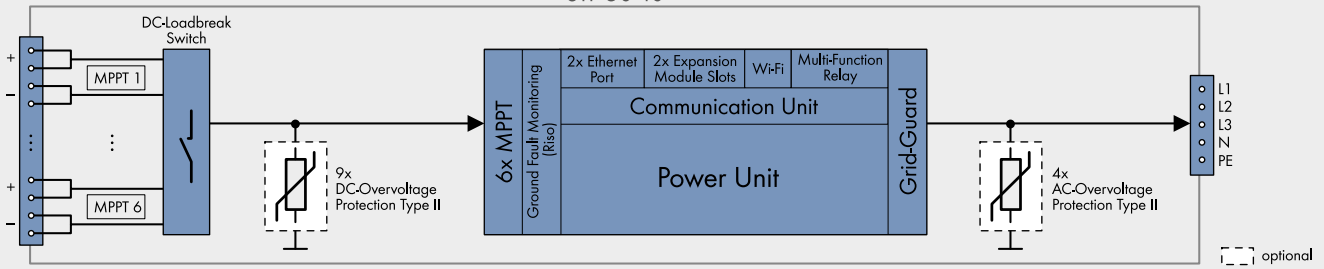 DC-Loadbreak
Switch
+
MPPT 1
−
+
MPPT 6
−
9x
DC-Overvoltage
Protection Type II
6x MPPT
Ground Fault Monitoring
(Riso)
2x Ethernet
Port
2x Expansion
Module Slots
Wi-Fi
Multi-Function
Relay
Communication Unit
Power Unit
Grid-Guard
4x
AC-Overvoltage
Protection Type II
L1
L2
L3
N
PE
optional